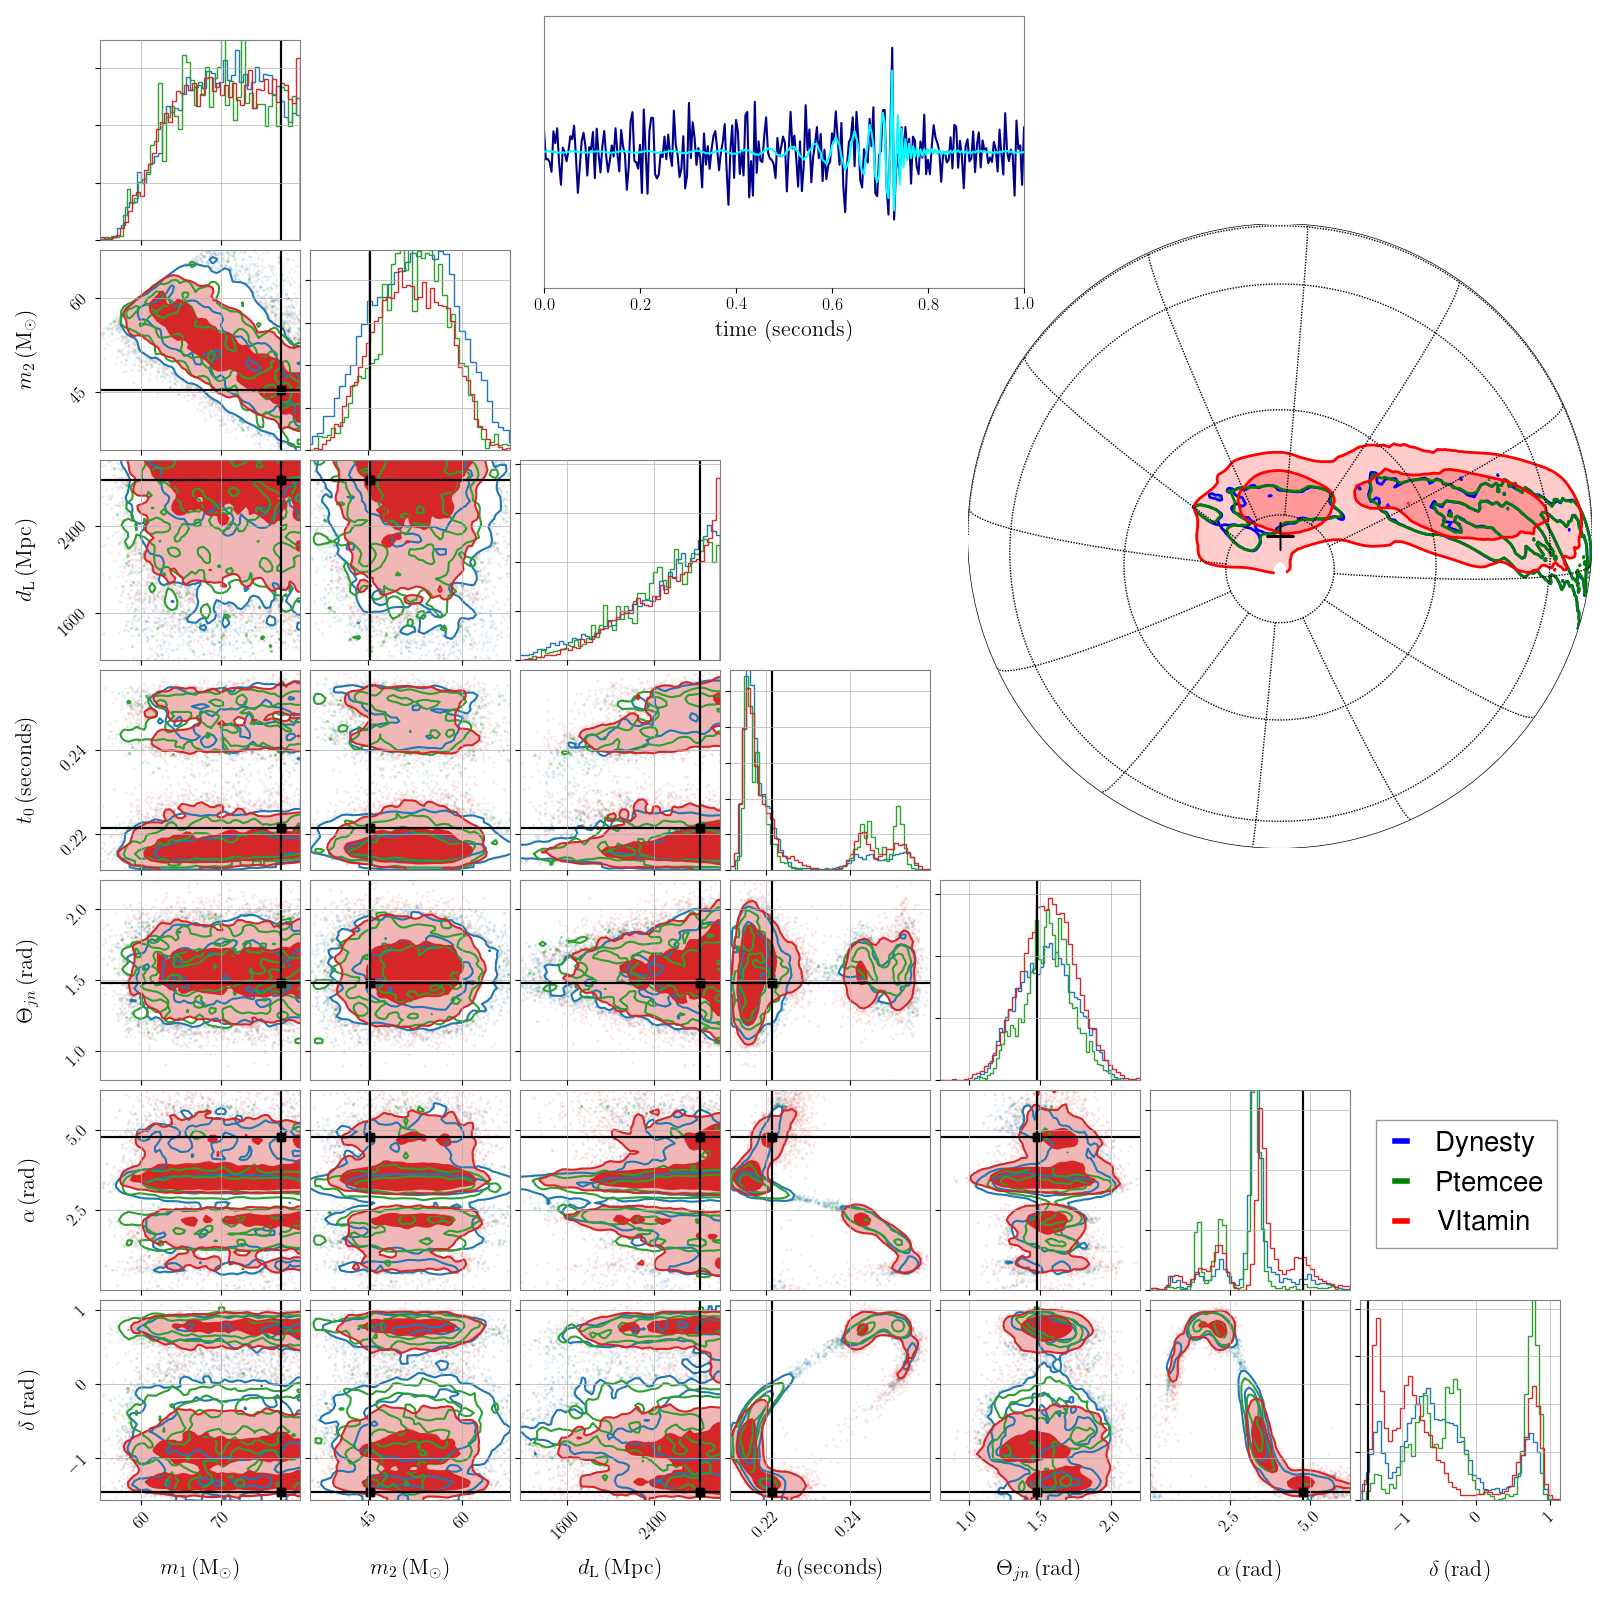 0.0 0.2 0.4 0.6 0.8 1.0
time (seconds)
60
45
m₂ (M☉)
2400
1600
d_L (Mpc)
0.24
0.22
t₀ (seconds)
2.0
1.5
1.0
Θ_jn (rad)
5.0
2.5
α (rad)
Dynesty
Ptemcee
VItamin
1
0
−1
δ (rad)
60 70 45 60 1600 2400 0.22 0.24 1.0 1.5 2.0 2.5 5.0 −1 0 1
m₁ (M☉) m₂ (M☉) d_L (Mpc) t₀ (seconds) Θ_jn (rad) α (rad) δ (rad)